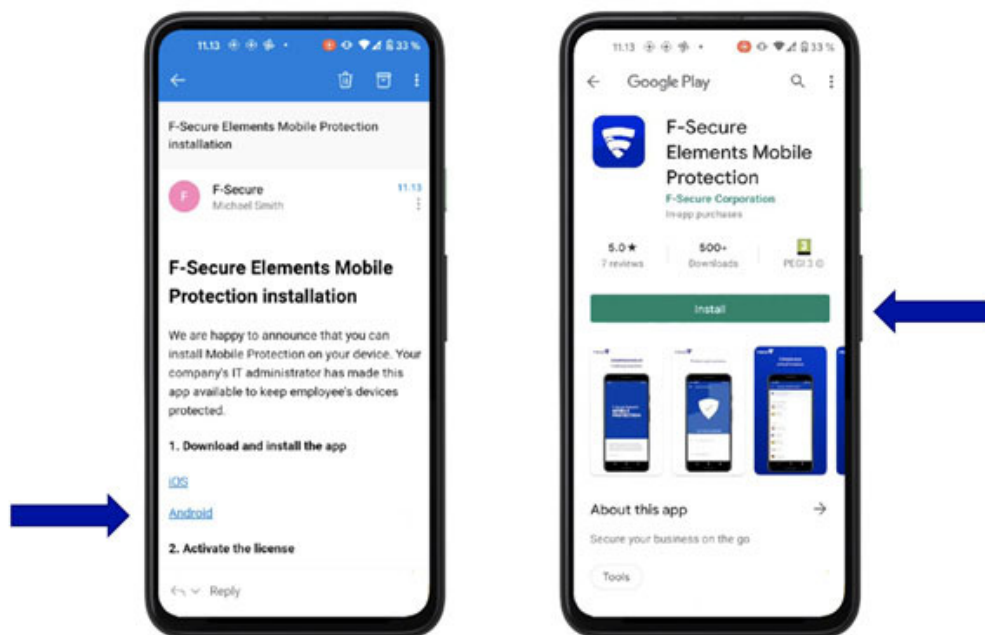 11.13
33 %
F-Secure Elements Mobile Protection
installation
F
F-Secure
11.13
Michael Smith
F-Secure Elements Mobile
Protection installation
We are happy to announce that you can
install Mobile Protection on your device. Your
company's IT administrator has made this
app available to keep employee's devices
protected.
1. Download and install the app
iOS
Android
2. Activate the license
Reply
11.13
33 %
Google Play
F-Secure
Elements Mobile
Protection
F-Secure Corporation
In-app purchases
5.0★
500+
3
7 reviews
Downloads
PEGI 3
Install
MOBILE
PROTECTION
About this app
Secure your business on the go
Tools